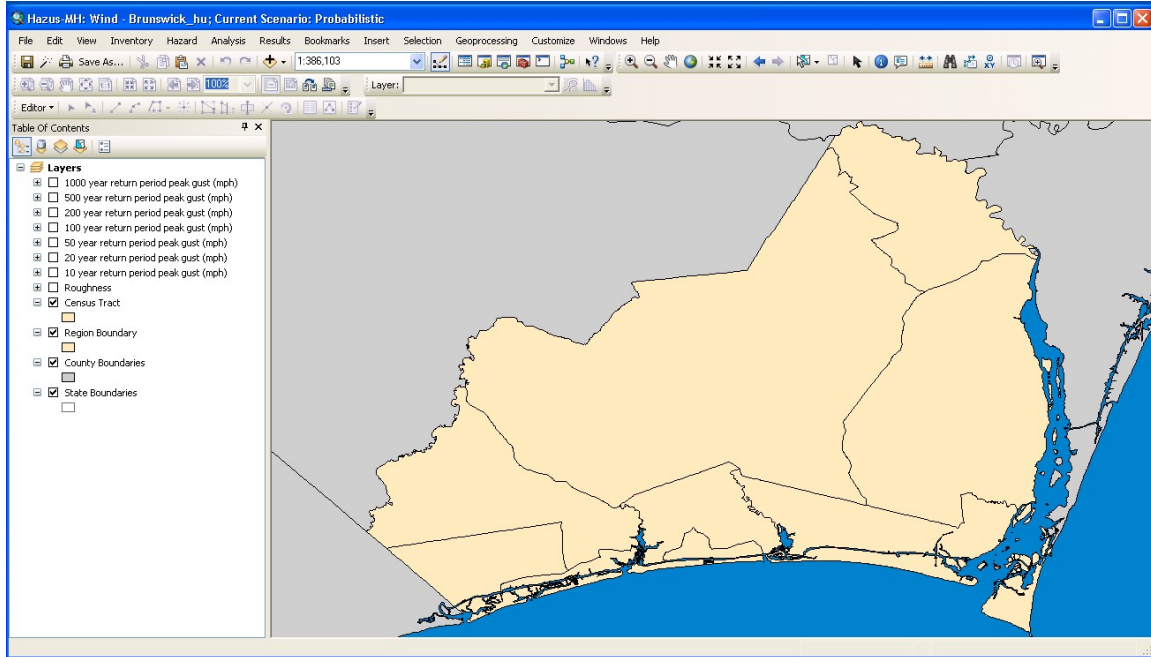 Hazus-MH: Wind - Brunswick_hu; Current Scenario: Probabilistic
File Edit View Inventory Hazard Analysis Results Bookmarks Insert Selection Geoprocessing Customize Windows Help
Save As... 1:386,103
100% Layer:
Editor
Table Of Contents
Layers
1000 year return period peak gust (mph)
500 year return period peak gust (mph)
200 year return period peak gust (mph)
100 year return period peak gust (mph)
50 year return period peak gust (mph)
20 year return period peak gust (mph)
10 year return period peak gust (mph)
Roughness
Census Tract
Region Boundary
County Boundaries
State Boundaries